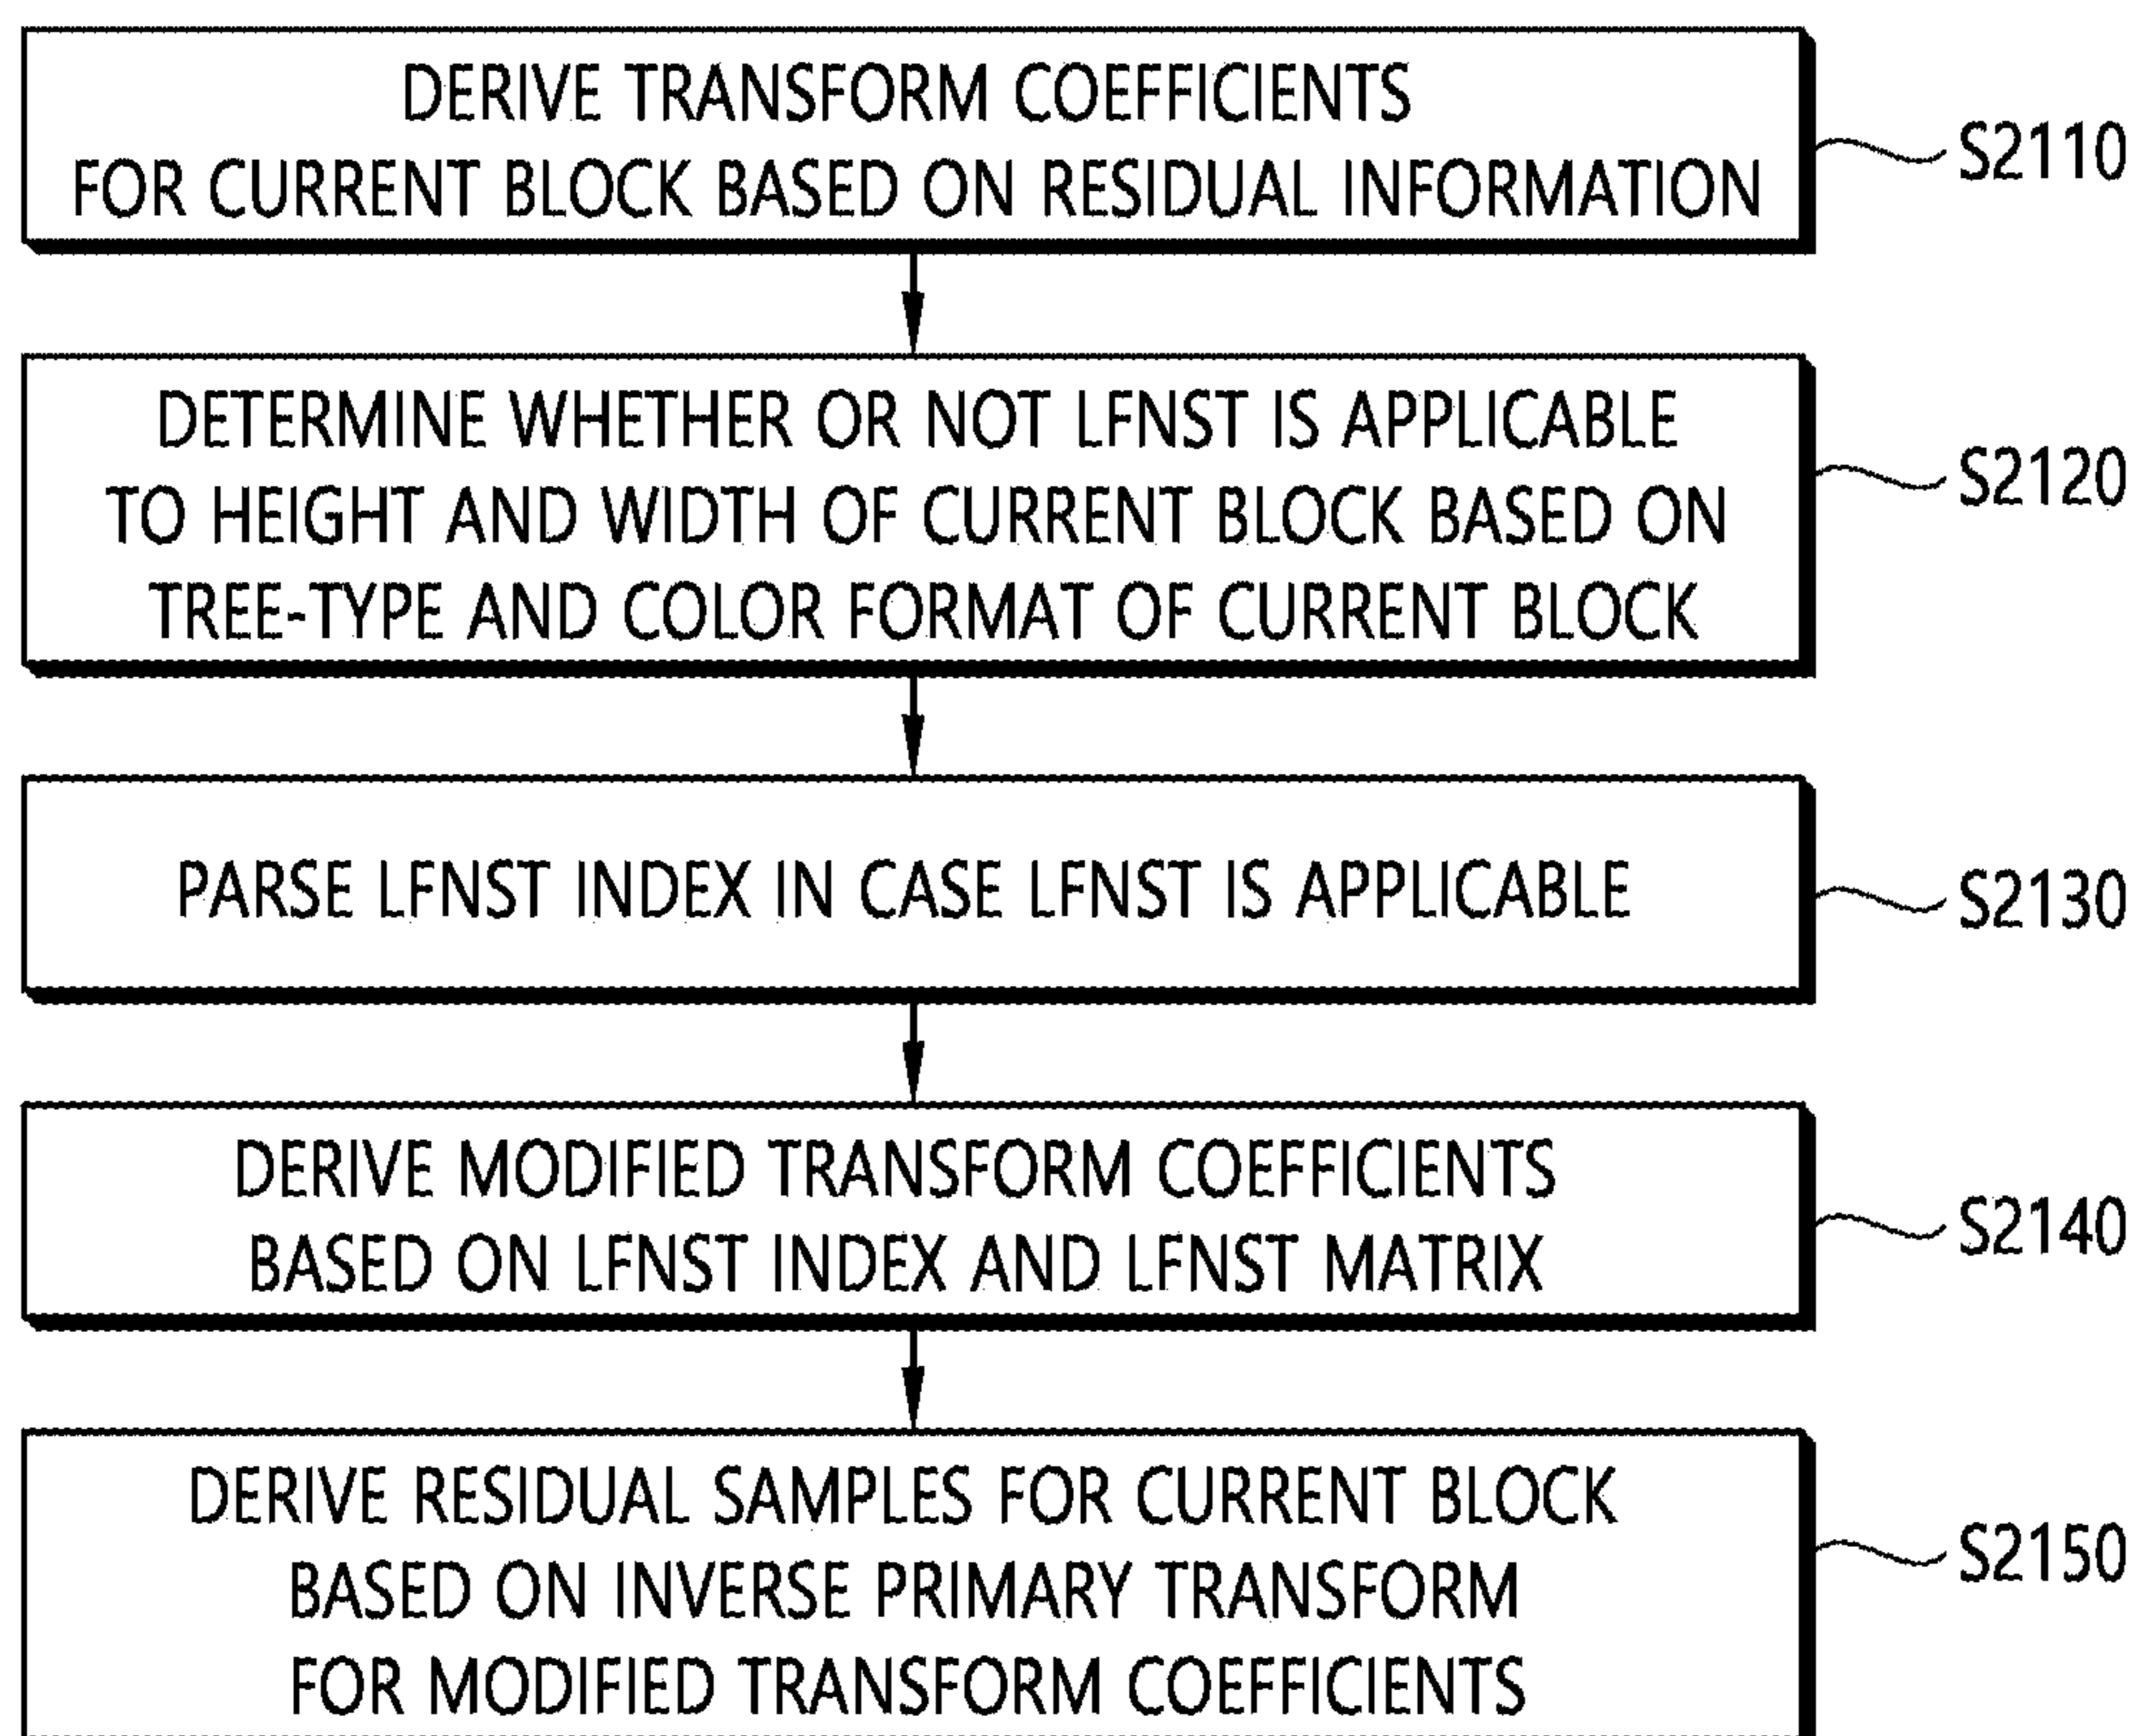 DERIVE TRANSFORM COEFFICIENTS
FOR CURRENT BLOCK BASED ON RESIDUAL INFORMATION
S2110
DETERMINE WHETHER OR NOT LFNST IS APPLICABLE
TO HEIGHT AND WIDTH OF CURRENT BLOCK BASED ON
TREE-TYPE AND COLOR FORMAT OF CURRENT BLOCK
S2120
PARSE LFNST INDEX IN CASE LFNST IS APPLICABLE
S2130
DERIVE MODIFIED TRANSFORM COEFFICIENTS
BASED ON LFNST INDEX AND LFNST MATRIX
S2140
DERIVE RESIDUAL SAMPLES FOR CURRENT BLOCK
BASED ON INVERSE PRIMARY TRANSFORM
FOR MODIFIED TRANSFORM COEFFICIENTS
S2150